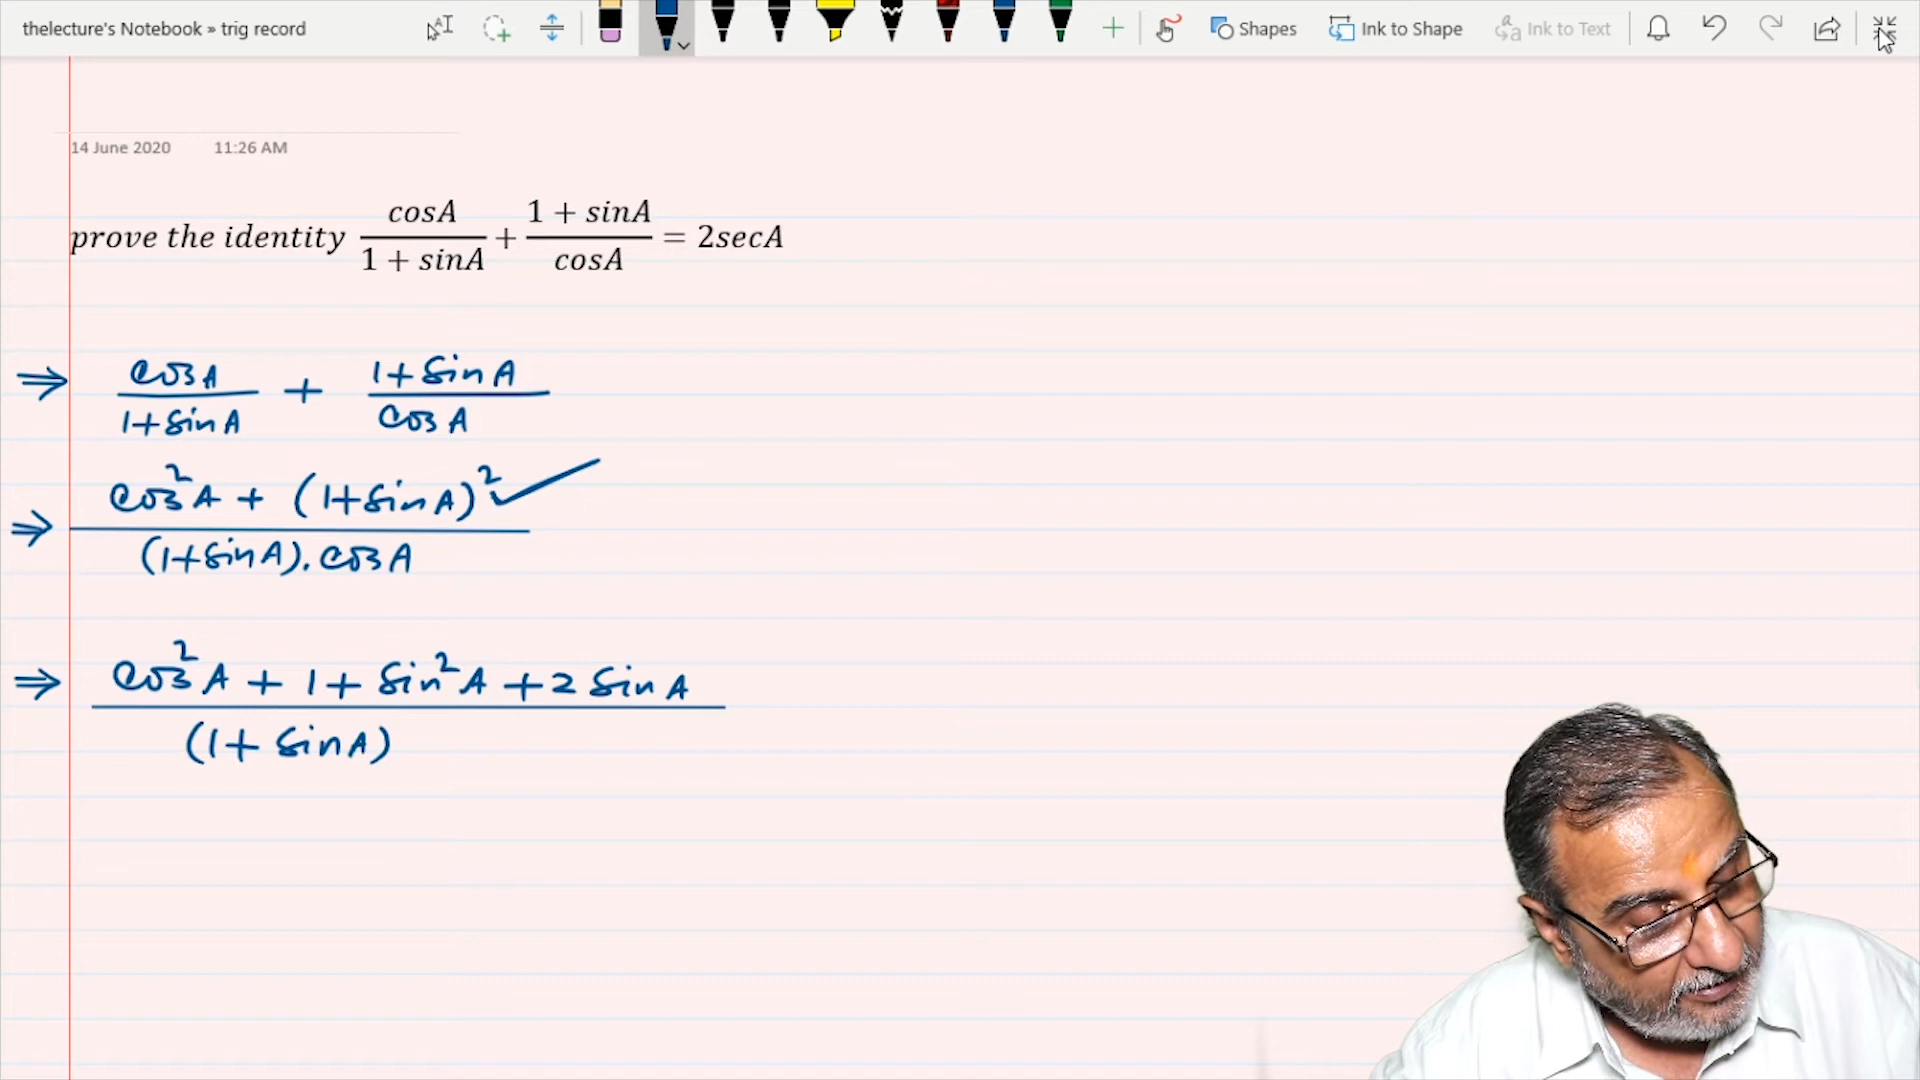 thelecture's Notebook » trig record
Shapes
Ink to Shape
Ink to Text
14 June 2020 11:26 AM
prove the identity cosA/(1 + sinA) + (1 + sinA)/cosA = 2secA
⇒ cosA/(1+sinA) + (1+sinA)/cosA
⇒ (cos²A + (1+sinA)²)/((1+sinA).cosA) ✓
⇒ (cos²A + 1 + sin²A + 2 sinA)/(1+sinA)